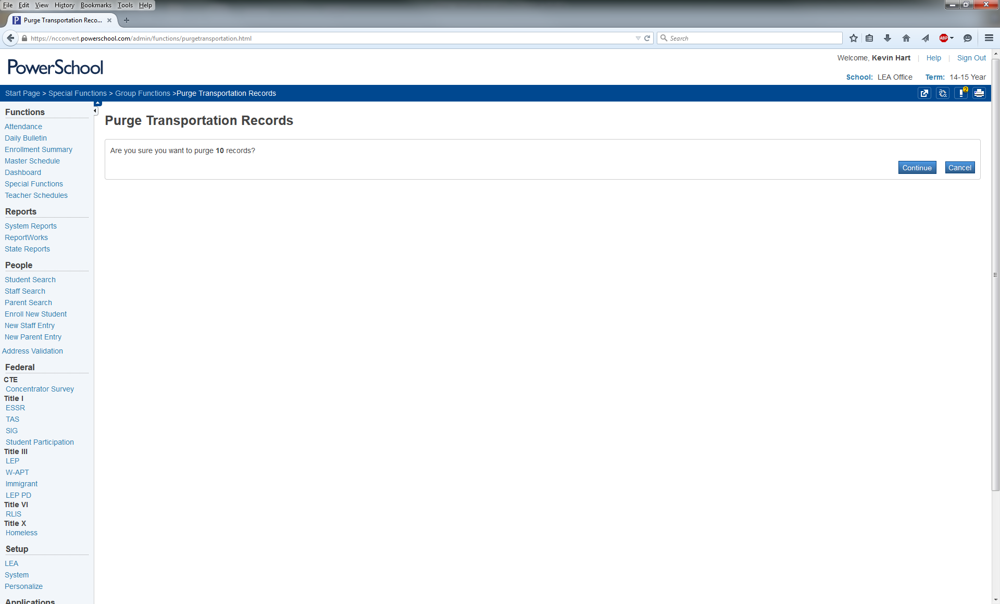 File Edit View History Bookmarks Tools Help
Purge Transportation Reco...
https://ncconvert.powerschool.com/admin/functions/purgetransportation.html
Search
ABP
PowerSchool
Welcome, Kevin Hart | Help | Sign Out
School: LEA Office Term: 14-15 Year
Start Page > Special Functions > Group Functions >Purge Transportation Records
2
Functions
Attendance
Daily Bulletin
Enrollment Summary
Master Schedule
Dashboard
Special Functions
Teacher Schedules
Reports
System Reports
ReportWorks
State Reports
People
Student Search
Staff Search
Parent Search
Enroll New Student
New Staff Entry
New Parent Entry
Address Validation
Federal
CTE
Concentrator Survey
Title I
ESSR
TAS
SIG
Student Participation
Title III
LEP
W-APT
Immigrant
LEP PD
Title VI
RLIS
Title X
Homeless
Setup
LEA
System
Personalize
Applications
Purge Transportation Records
Are you sure you want to purge 10 records?
Continue Cancel